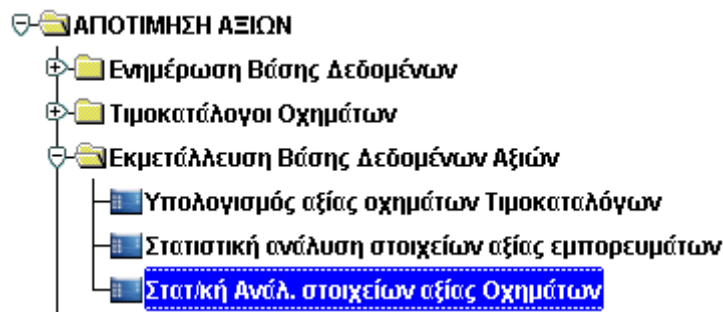 ΑΠΟΤΙΜΗΣΗ ΑΞΙΩΝ
Ενημέρωση Βάσης Δεδομένων
Τιμοκατάλογοι Οχημάτων
Εκμετάλλευση Βάσης Δεδομένων Αξιών
Υπολογισμός αξίας οχημάτων Τιμοκαταλόγων
Στατιστική ανάλυση στοιχείων αξίας εμπορευμάτων
Στατ/κή Ανάλ. στοιχείων αξίας Οχημάτων